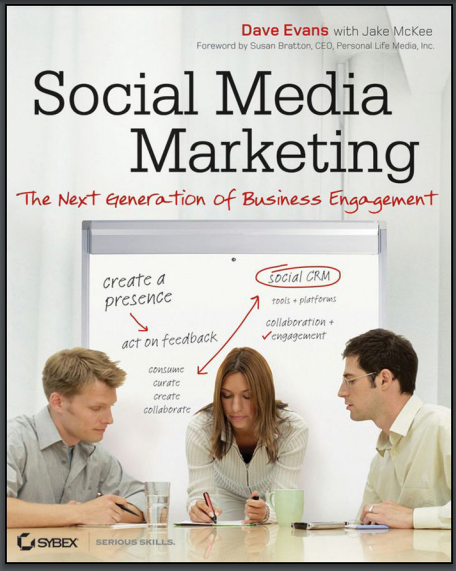 Dave Evans with Jake McKee
Foreword by Susan Bratton, CEO, Personal Life Media, Inc.
Social Media
Marketing
The Next Generation of Business Engagement
create a
presence
act on feedback
consume
curate
create
collaborate
social CRM
tools + platforms
collaboration +
engagement
SYBEX
SERIOUS SKILLS.